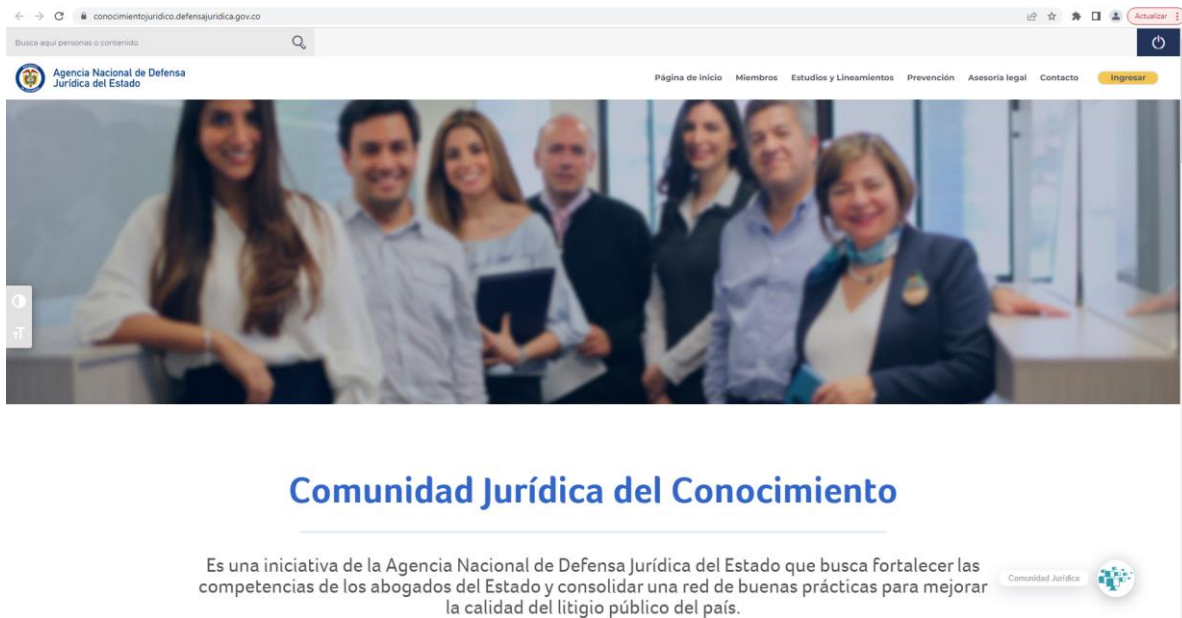 conocimientojuridico.defensajuridica.gov.co
Actualizar
Busca aquí personas o contenido
Agencia Nacional de Defensa
Jurídica del Estado
Página de inicio Miembros Estudios y Lineamientos Prevención Asesoría legal Contacto Ingresar
тT
Comunidad Jurídica del Conocimiento
Es una iniciativa de la Agencia Nacional de Defensa Jurídica del Estado que busca fortalecer las
competencias de los abogados del Estado y consolidar una red de buenas prácticas para mejorar
la calidad del litigio público del país.
Comunidad Jurídica